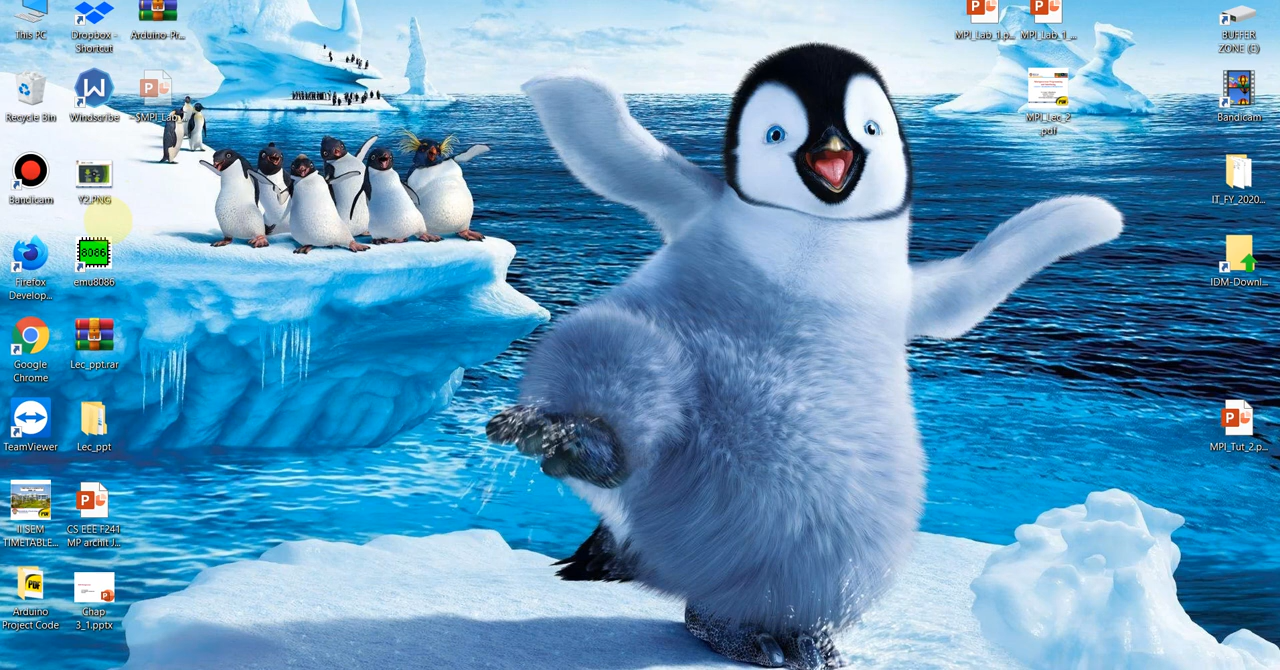 This PC
Dropbox -
Shortcut
Arduino-Pr...
Recycle Bin
W
Windscribe
P
~$MPI_Lab
Bandicam
Y2.PNG
Firefox
Develop...
8086
emu8086
Google
Chrome
Lec_ppt.rar
TeamViewer
Lec_ppt
II SEM
TIMETABLE...
P
CS EEE F241
MP archit J...
PDF
Arduino
Project Code
P
Chap
3_1.pptx
P
MPI_Lab_1.p...
P
MPI_Lab_1_...
MPI_Lec_2
.pdf
BUFFER
ZONE (E)
Bandicam
IT_FY_2020...
IDM-Downl...
P
MPI_Tut_2.p...